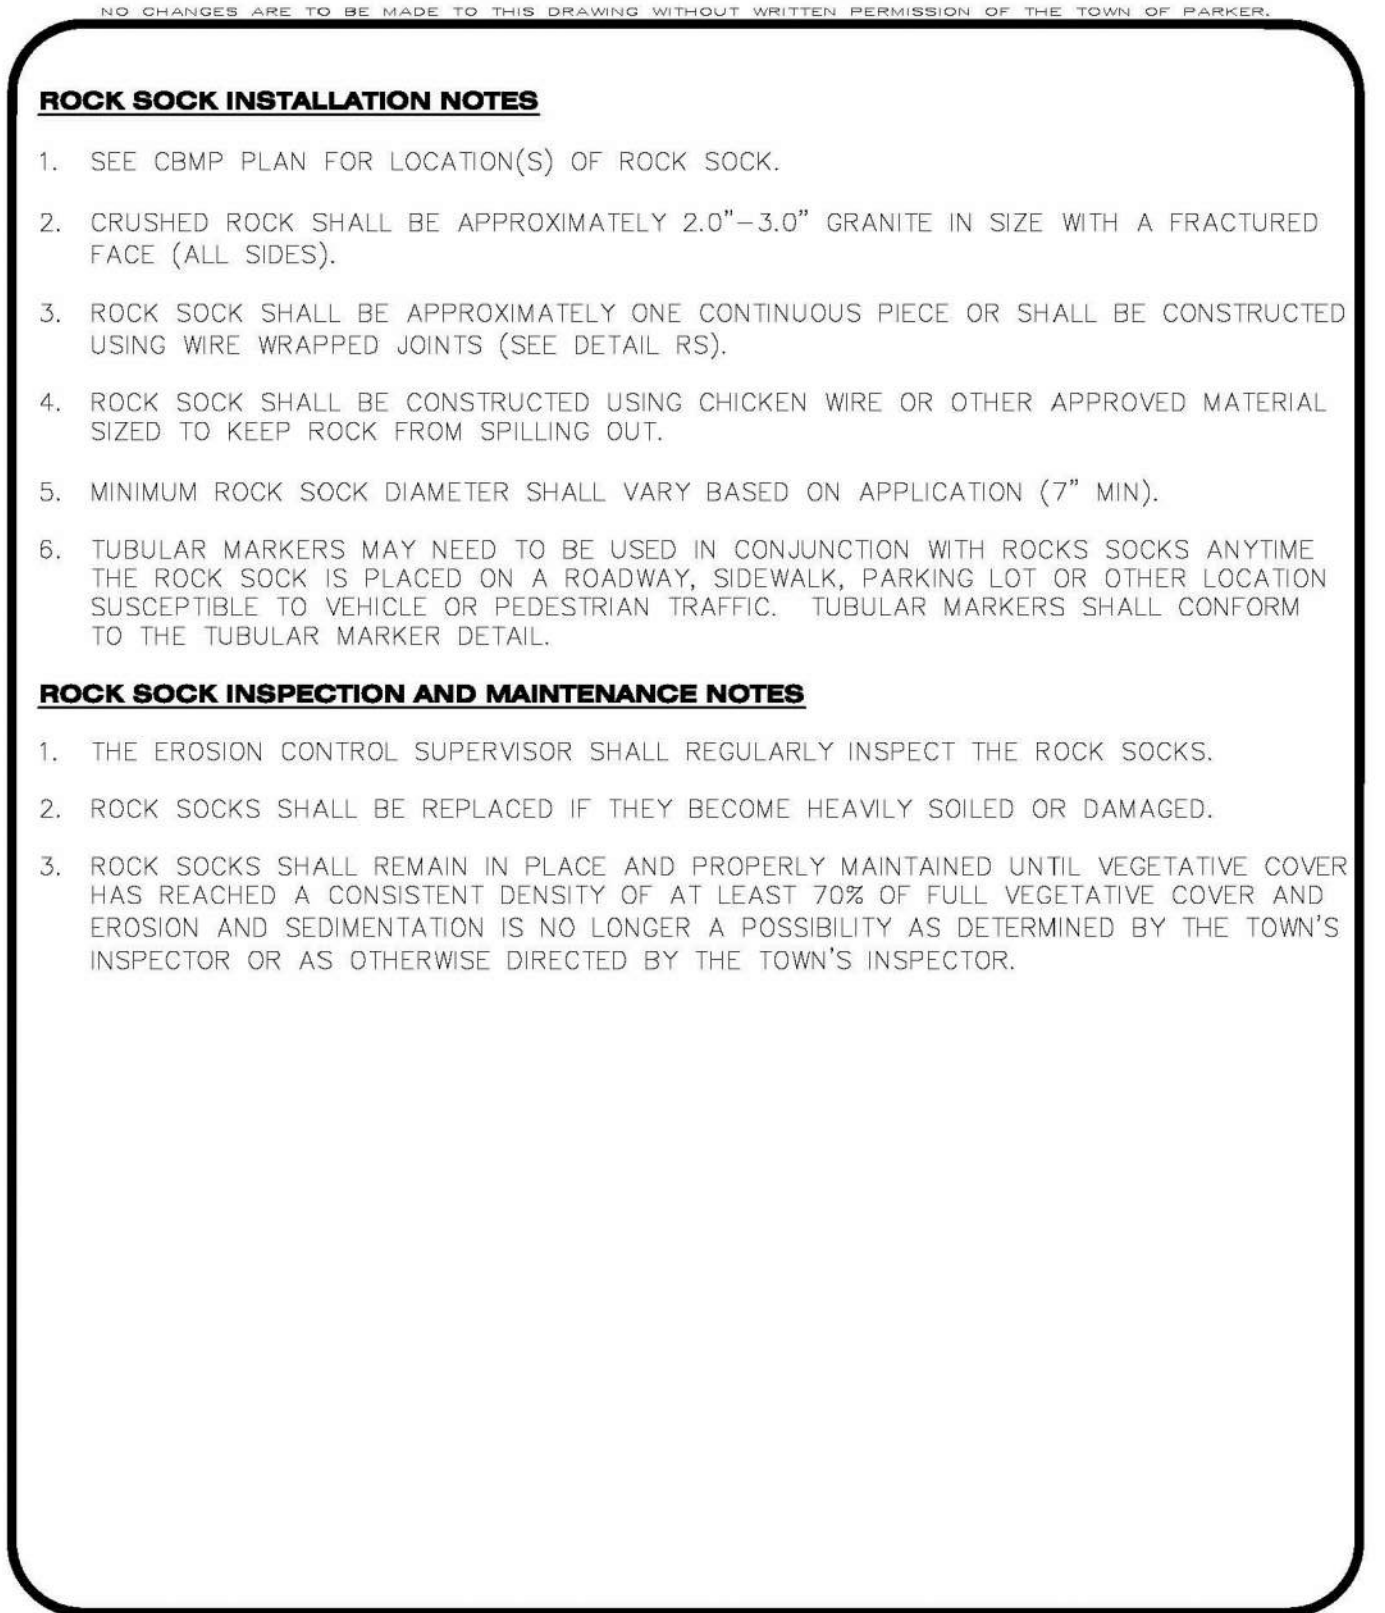 NO CHANGES ARE TO BE MADE TO THIS DRAWING WITHOUT WRITTEN PERMISSION OF THE TOWN OF PARKER.
ROCK SOCK INSTALLATION NOTES
1. SEE CBMP PLAN FOR LOCATION(S) OF ROCK SOCK.
2. CRUSHED ROCK SHALL BE APPROXIMATELY 2.0"-3.0" GRANITE IN SIZE WITH A FRACTURED
FACE (ALL SIDES).
3. ROCK SOCK SHALL BE APPROXIMATELY ONE CONTINUOUS PIECE OR SHALL BE CONSTRUCTED
USING WIRE WRAPPED JOINTS (SEE DETAIL RS).
4. ROCK SOCK SHALL BE CONSTRUCTED USING CHICKEN WIRE OR OTHER APPROVED MATERIAL
SIZED TO KEEP ROCK FROM SPILLING OUT.
5. MINIMUM ROCK SOCK DIAMETER SHALL VARY BASED ON APPLICATION (7" MIN).
6. TUBULAR MARKERS MAY NEED TO BE USED IN CONJUNCTION WITH ROCKS SOCKS ANYTIME
THE ROCK SOCK IS PLACED ON A ROADWAY, SIDEWALK, PARKING LOT OR OTHER LOCATION
SUSCEPTIBLE TO VEHICLE OR PEDESTRIAN TRAFFIC. TUBULAR MARKERS SHALL CONFORM
TO THE TUBULAR MARKER DETAIL.
ROCK SOCK INSPECTION AND MAINTENANCE NOTES
1. THE EROSION CONTROL SUPERVISOR SHALL REGULARLY INSPECT THE ROCK SOCKS.
2. ROCK SOCKS SHALL BE REPLACED IF THEY BECOME HEAVILY SOILED OR DAMAGED.
3. ROCK SOCKS SHALL REMAIN IN PLACE AND PROPERLY MAINTAINED UNTIL VEGETATIVE COVER
HAS REACHED A CONSISTENT DENSITY OF AT LEAST 70% OF FULL VEGETATIVE COVER AND
EROSION AND SEDIMENTATION IS NO LONGER A POSSIBILITY AS DETERMINED BY THE TOWN'S
INSPECTOR OR AS OTHERWISE DIRECTED BY THE TOWN'S INSPECTOR.